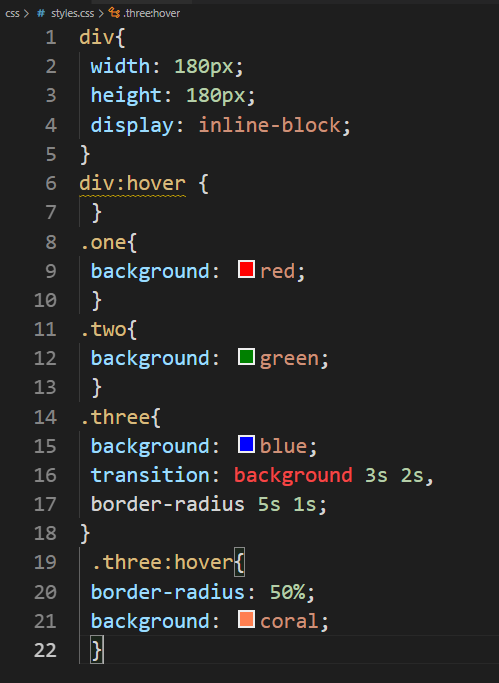 css > # styles.css > .three:hover
1 div{
2 width: 180px;
3 height: 180px;
4 display: inline-block;
5 }
6 div:hover {
7 }
8 .one{
9 background: red;
10 }
11 .two{
12 background: green;
13 }
14 .three{
15 background: blue;
16 transition: background 3s 2s,
17 border-radius 5s 1s;
18 }
19 .three:hover{
20 border-radius: 50%;
21 background: coral;
22 }